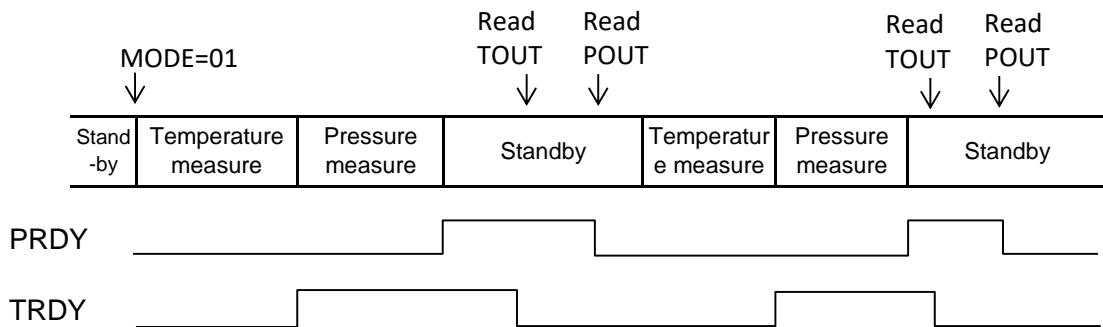 Read
TOUT
Read
POUT
Read
TOUT
Read
POUT
MODE=01
Stand
-by
Temperature
measure
Pressure
measure
Standby
Temperatur
e measure
Pressure
measure
Standby
PRDY
TRDY